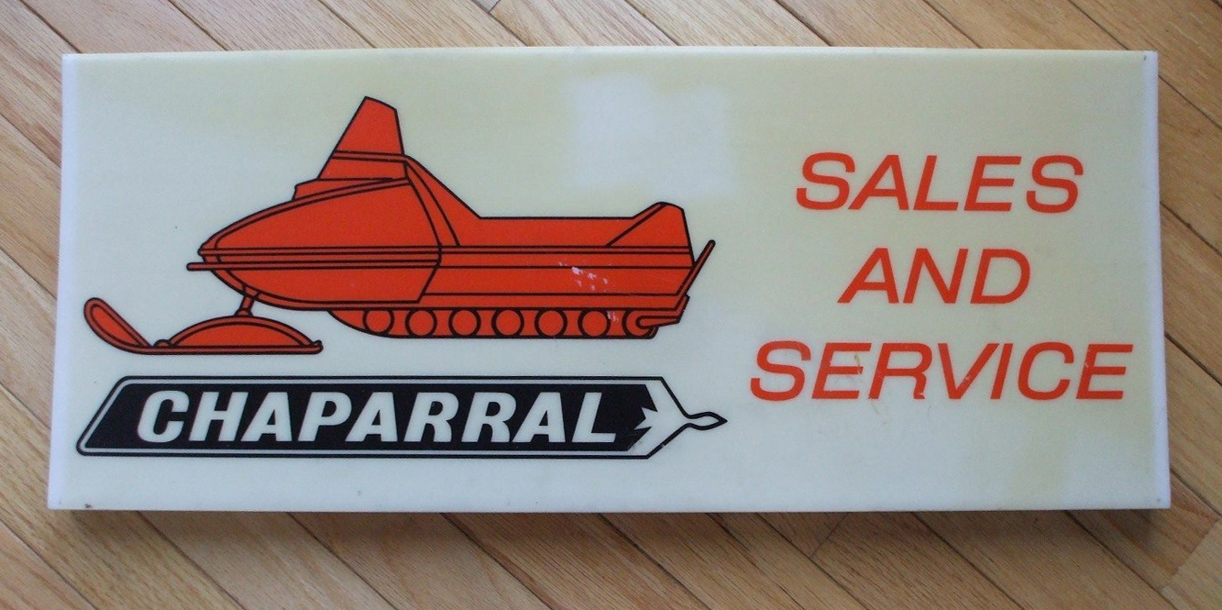 SALES
AND
SERVICE
CHAPARRAL